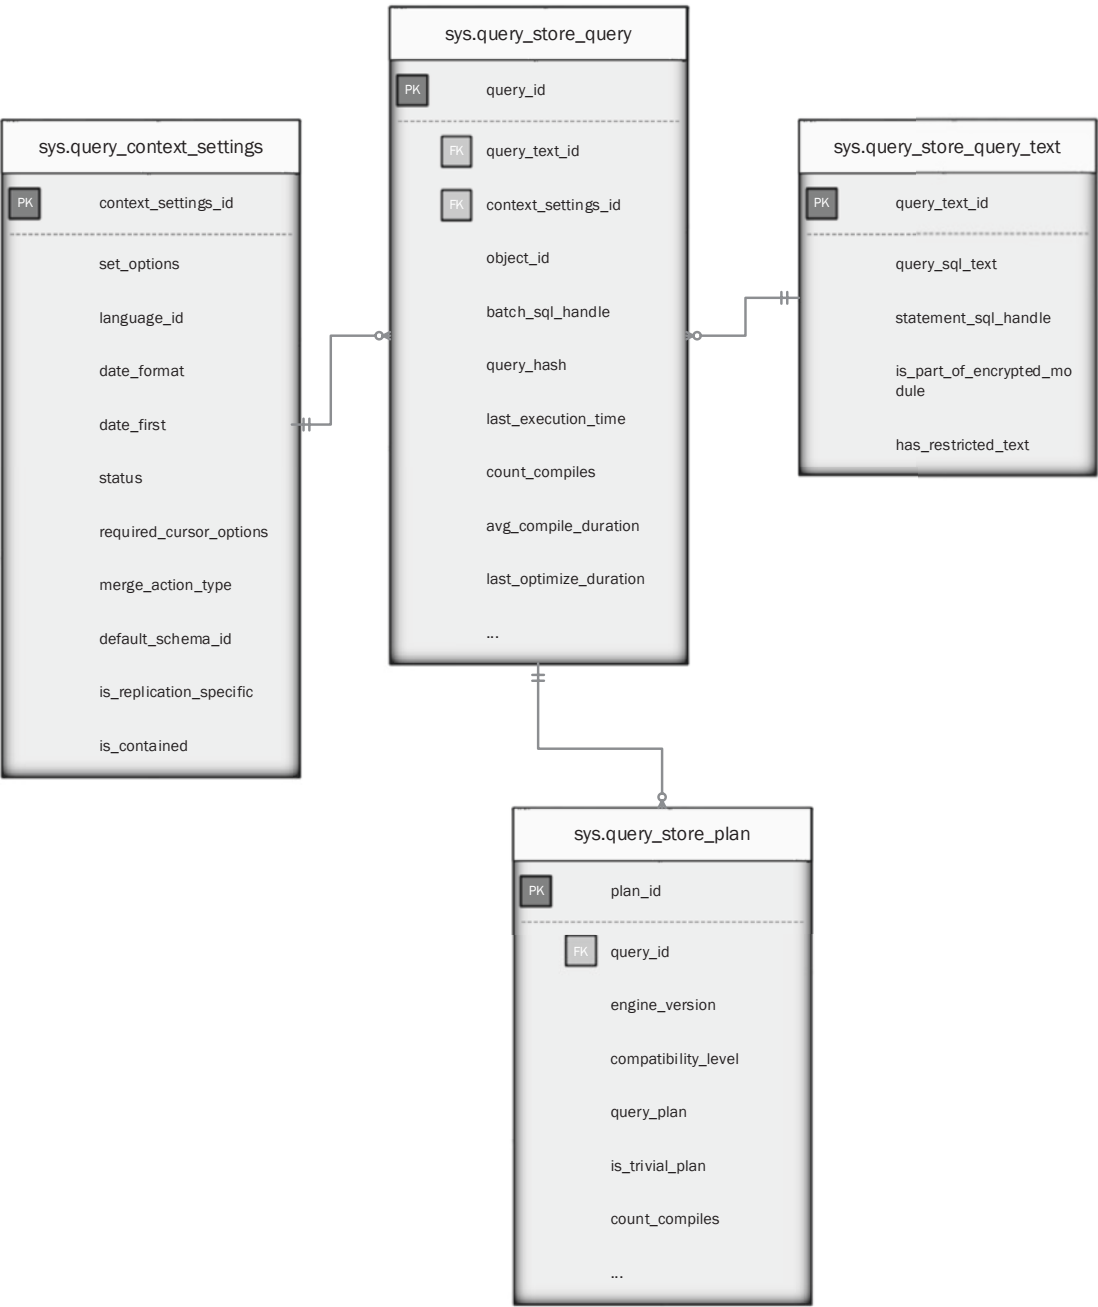 sys.query_store_query
PK query_id
FK query_text_id
FK context_settings_id
object_id
batch_sql_handle
query_hash
last_execution_time
count_compiles
avg_compile_duration
last_optimize_duration
...
sys.query_context_settings
PK context_settings_id
set_options
language_id
date_format
date_first
status
required_cursor_options
merge_action_type
default_schema_id
is_replication_specific
is_contained
sys.query_store_query_text
PK query_text_id
query_sql_text
statement_sql_handle
is_part_of_encrypted_mo
dule
has_restricted_text
sys.query_store_plan
PK plan_id
FK query_id
engine_version
compatibility_level
query_plan
is_trivial_plan
count_compiles
...